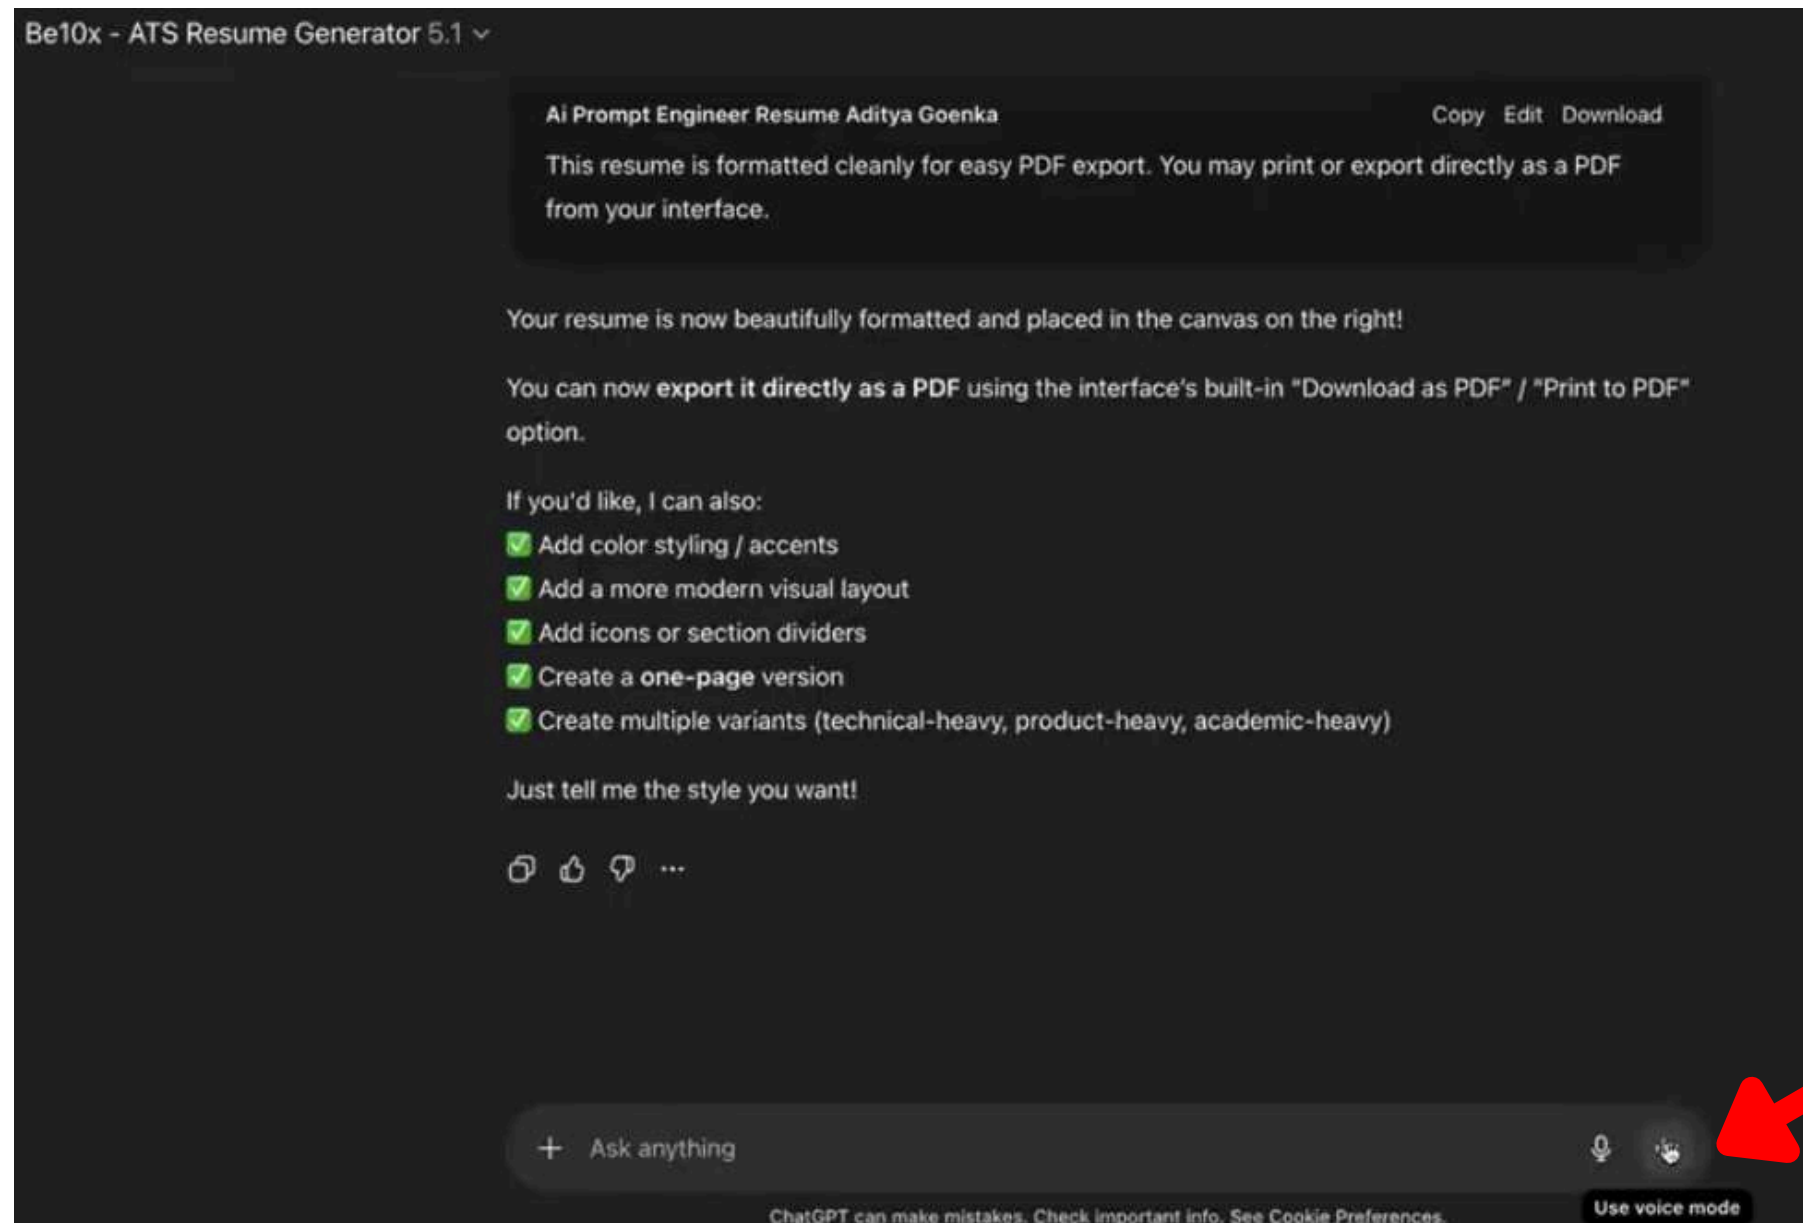 Be10x - ATS Resume Generator 5.1
Ai Prompt Engineer Resume Aditya Goenka
Copy Edit Download
This resume is formatted cleanly for easy PDF export. You may print or export directly as a PDF
from your interface.
Your resume is now beautifully formatted and placed in the canvas on the right!
You can now export it directly as a PDF using the interface's built-in "Download as PDF" / "Print to PDF"
option.
If you'd like, I can also:
✅ Add color styling / accents
✅ Add a more modern visual layout
✅ Add icons or section dividers
✅ Create a one-page version
✅ Create multiple variants (technical-heavy, product-heavy, academic-heavy)
Just tell me the style you want!
Ask anything
Use voice mode
ChatGPT can make mistakes. Check important info. See Cookie Preferences.